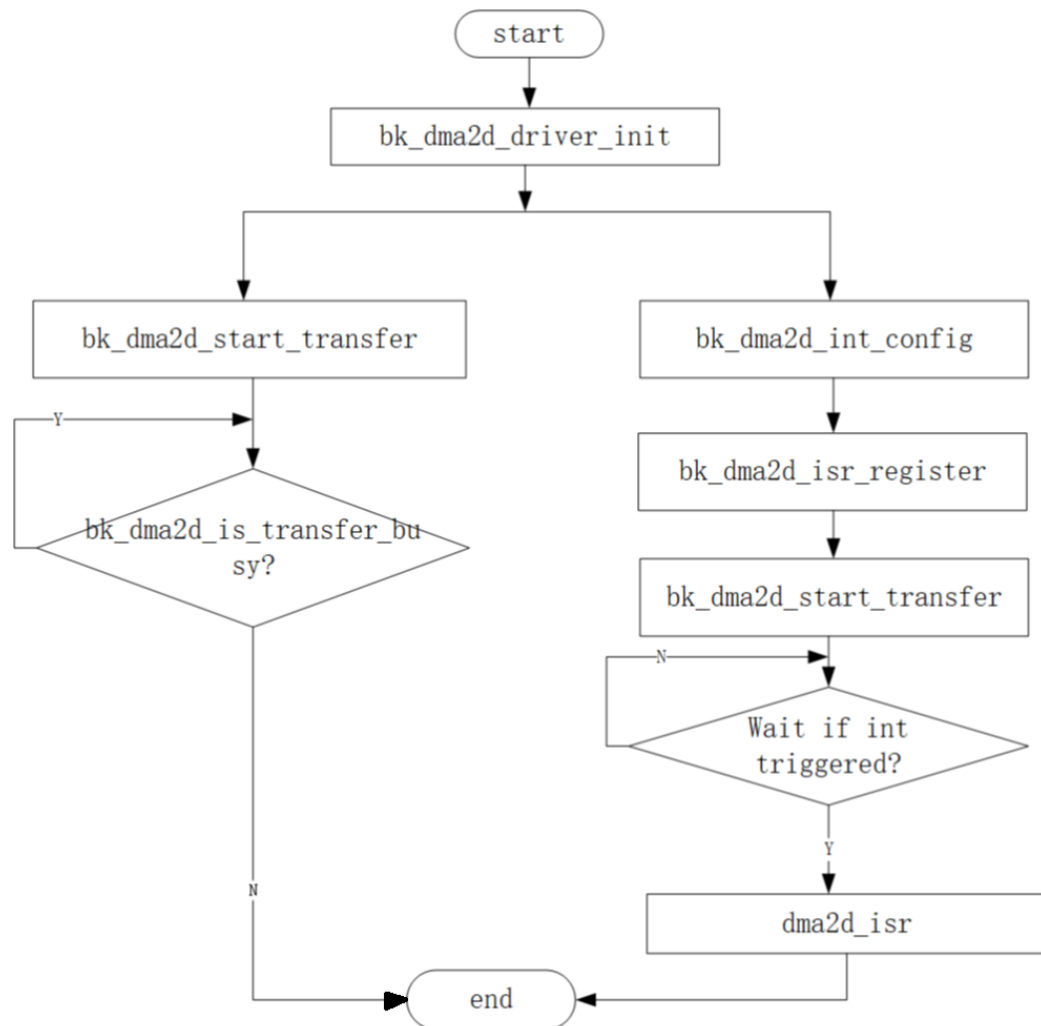 start
bk_dma2d_driver_init
bk_dma2d_start_transfer
Y
bk_dma2d_is_transfer_bu
sy?
N
bk_dma2d_int_config
bk_dma2d_isr_register
bk_dma2d_start_transfer
N
Wait if int
triggered?
Y
dma2d_isr
end